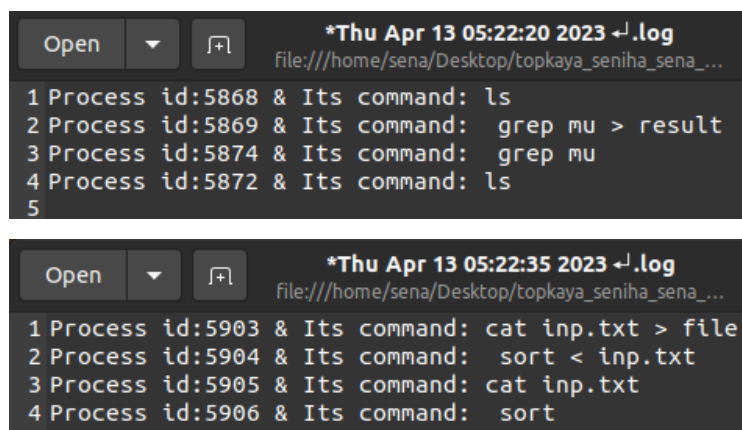 Open
*Thu Apr 13 05:22:20 2023 ↵.log
file:///home/sena/Desktop/topkaya_seniha_sena_...
1 Process id:5868 & Its command: ls
2 Process id:5869 & Its command:  grep mu > result
3 Process id:5874 & Its command:  grep mu
4 Process id:5872 & Its command: ls
5
Open
*Thu Apr 13 05:22:35 2023 ↵.log
file:///home/sena/Desktop/topkaya_seniha_sena_...
1 Process id:5903 & Its command: cat inp.txt > file
2 Process id:5904 & Its command:  sort < inp.txt
3 Process id:5905 & Its command: cat inp.txt
4 Process id:5906 & Its command:  sort